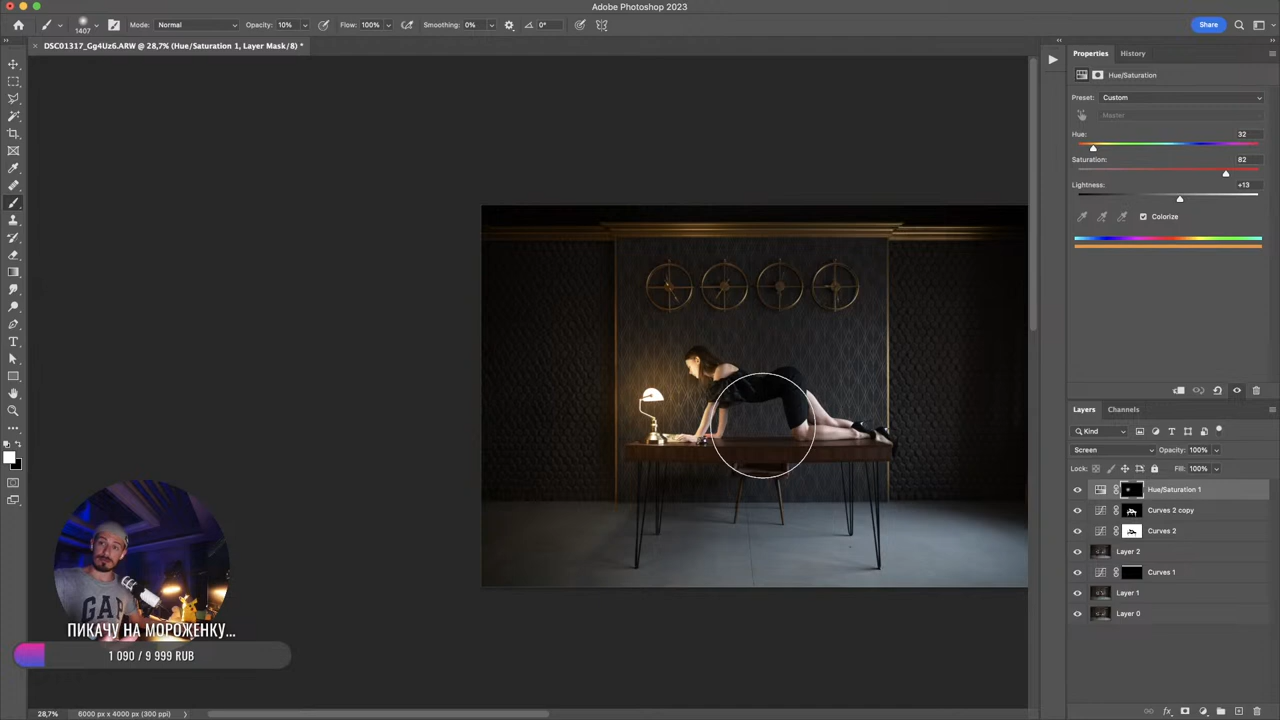 Adobe Photoshop 2023
1407
Mode: Normal
Opacity: 10%
Flow: 100%
Smoothing: 0%
0°
Share
DSC01317_Gg4Uz6.ARW @ 28,7% (Hue/Saturation 1, Layer Mask/8) *
Properties
History
Hue/Saturation
Preset: Custom
Master
Hue: 32
Saturation: 82
Lightness: +13
Colorize
Layers
Channels
Kind
Screen
Opacity: 100%
Lock:
Fill: 100%
Hue/Saturation 1
Curves 2 copy
Curves 2
Layer 2
Curves 1
Layer 1
Layer 0
GAP
ПИКАЧУ НА МОРОЖЕНКУ...
1 090 / 9 999 RUB
28,7%
6000 px x 4000 px (300 ppi)